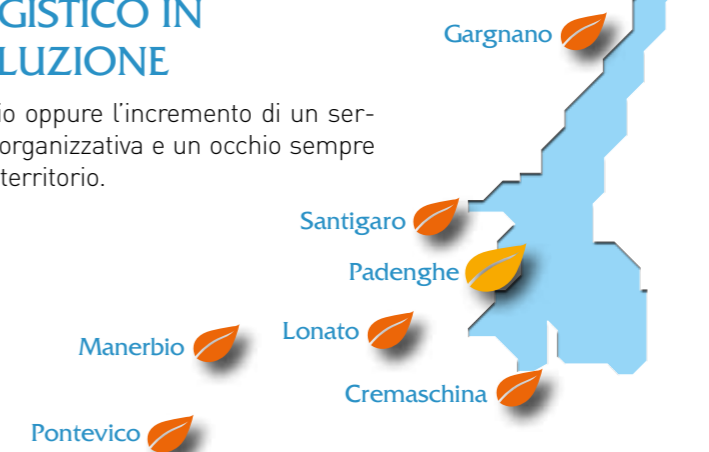 GISTICO IN
LUZIONE
io oppure l'incremento di un ser-
organizzativa e un occhio sempre
territorio.
Gargnano
Santigaro
Padenghe
Lonato
Manerbio
Cremaschina
Pontevico